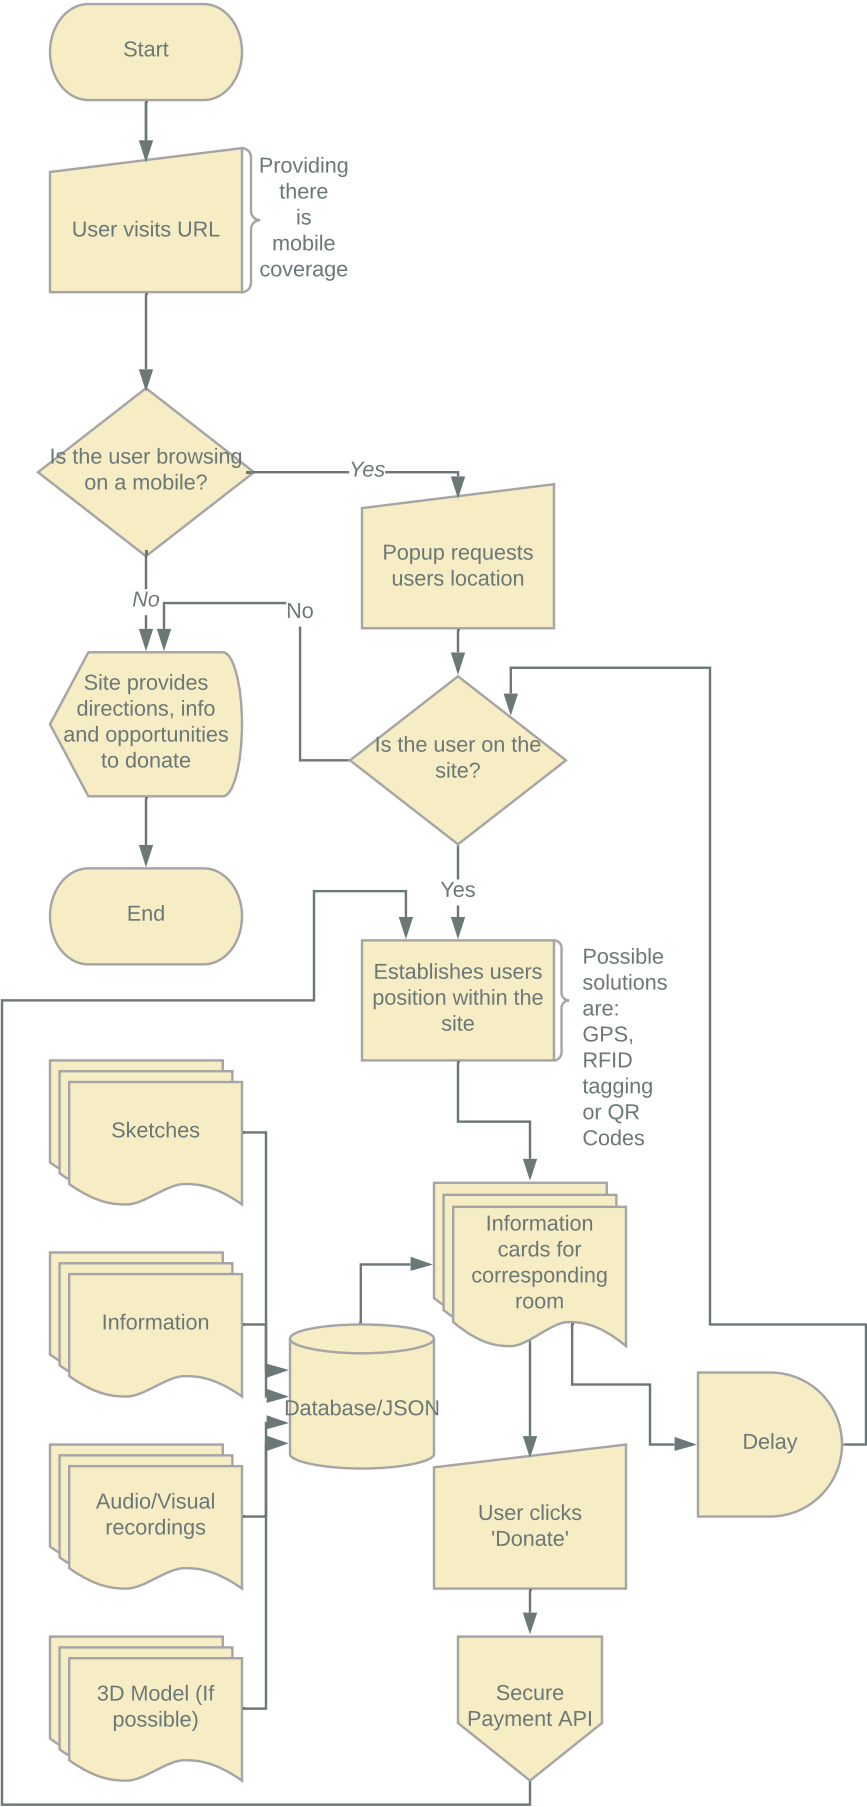 Start
Providing
there
is
mobile
coverage
User visits URL
Is the user browsing
on a mobile?
Yes
Popup requests
users location
No
No
Site provides
directions, info
and opportunities
to donate
Is the user on the
site?
Yes
End
Establishes users
position within the
site
Possible
solutions
are:
GPS,
RFID
tagging
or QR
Codes
Sketches
Information
cards for
corresponding
room
Information
Database/JSON
Delay
Audio/Visual
recordings
User clicks
'Donate'
3D Model (If
possible)
Secure
Payment API